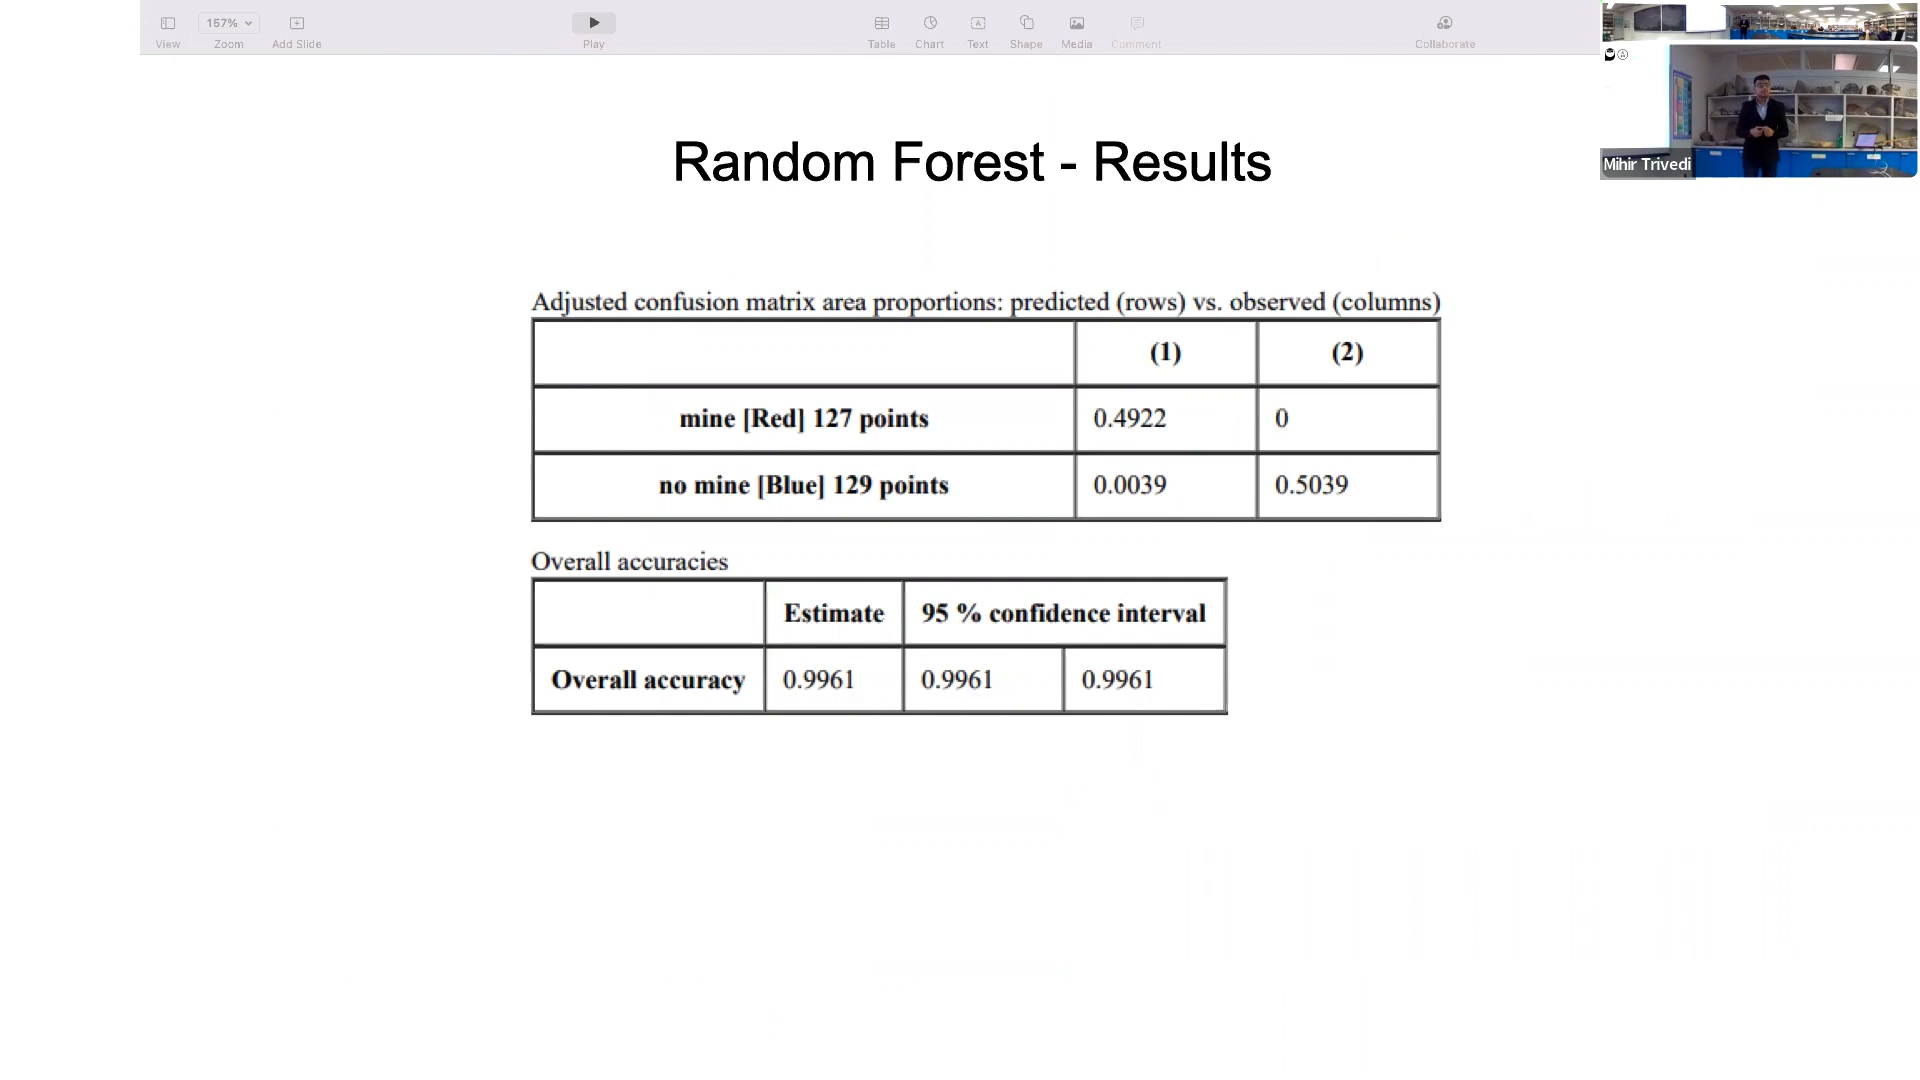 157%
View
Zoom
Add Slide
Play
Table
Chart
Text
Shape
Media
Comment
Collaborate
Mihir Trivedi
Random Forest - Results
Adjusted confusion matrix area proportions: predicted (rows) vs. observed (columns)
(1) (2)
mine [Red] 127 points 0.4922 0
no mine [Blue] 129 points 0.0039 0.5039
Overall accuracies
Estimate 95 % confidence interval
Overall accuracy 0.9961 0.9961 0.9961